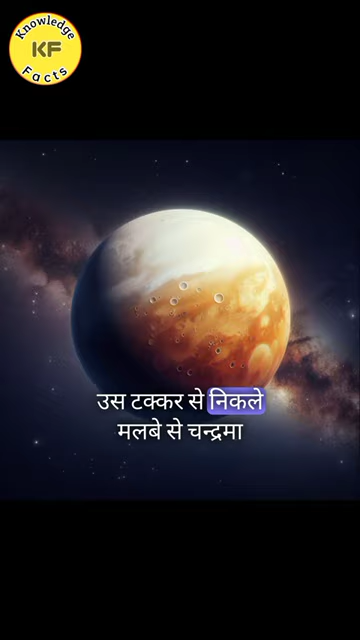 Knowledge
KF
Facts
उस टक्कर से निकले
मलबे से चन्द्रमा